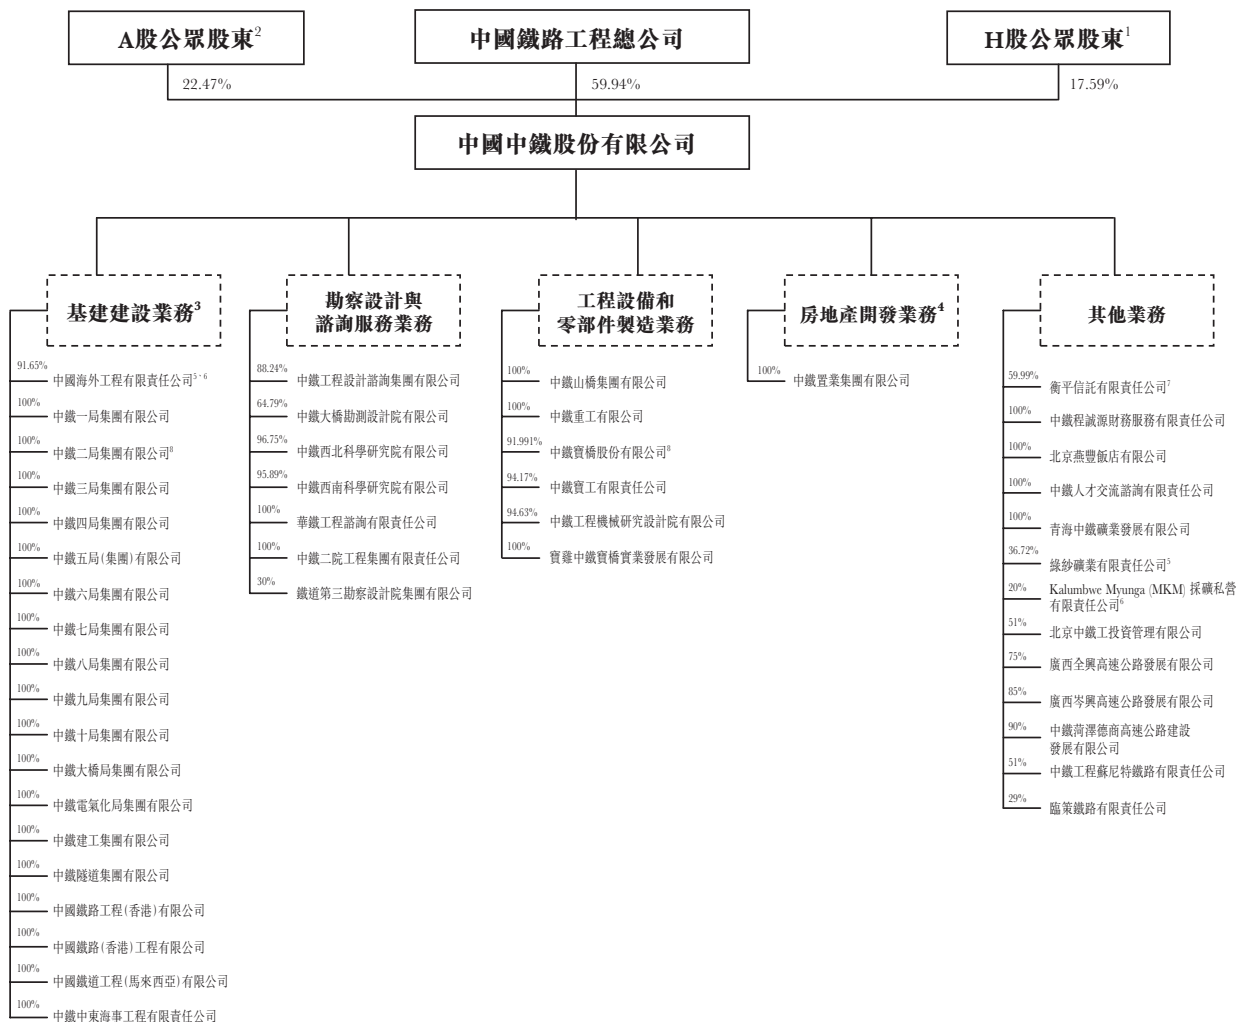 A股公眾股東2
中國鐵路工程總公司
H股公眾股東1
22.47%
59.94%
17.59%
中國中鐵股份有限公司
基建建設業務3
91.65%
中國海外工程有限責任公司5、6
100%
中鐵一局集團有限公司
100%
中鐵二局集團有限公司8
100%
中鐵三局集團有限公司
100%
中鐵四局集團有限公司
100%
中鐵五局(集團)有限公司
100%
中鐵六局集團有限公司
100%
中鐵七局集團有限公司
100%
中鐵八局集團有限公司
100%
中鐵九局集團有限公司
100%
中鐵十局集團有限公司
100%
中鐵大橋局集團有限公司
100%
中鐵電氣化局集團有限公司
100%
中鐵建工集團有限公司
100%
中鐵隧道集團有限公司
100%
中國鐵路工程(香港)有限公司
100%
中國鐵路(香港)工程有限公司
100%
中國鐵道工程(馬來西亞)有限公司
100%
中鐵中東海事工程有限責任公司
勘察設計與
諮詢服務業務
88.24%
中鐵工程設計諮詢集團有限公司
64.79%
中鐵大橋勘測設計院有限公司
96.75%
中鐵西北科學研究院有限公司
95.89%
中鐵西南科學研究院有限公司
100%
華鐵工程諮詢有限責任公司
100%
中鐵二院工程集團有限責任公司
30%
鐵道第三勘察設計院集團有限公司
工程設備和
零部件製造業務
100%
中鐵山橋集團有限公司
100%
中鐵重工有限公司
91.991%
中鐵寶橋股份有限公司8
94.17%
中鐵寶工有限責任公司
94.63%
中鐵工程機械研究設計院有限公司
100%
寶雞中鐵寶橋實業發展有限公司
房地產開發業務4
100%
中鐵置業集團有限公司
其他業務
59.99%
衡平信託有限責任公司7
100%
中鐵程誠源財務服務有限責任公司
100%
北京燕豐飯店有限公司
100%
中鐵人才交流諮詢有限責任公司
100%
青海中鐵礦業發展有限公司
36.72%
綠紗礦業有限責任公司5
20%
Kalumbwe Myunga (MKM) 採礦私營
有限責任公司6
51%
北京中鐵工投資管理有限公司
75%
廣西全興高速公路發展有限公司
85%
廣西岑興高速公路發展有限公司
90%
中鐵菏澤德商高速公路建設
發展有限公司
51%
中鐵工程蘇尼特鐵路有限責任公司
29%
臨策鐵路有限責任公司